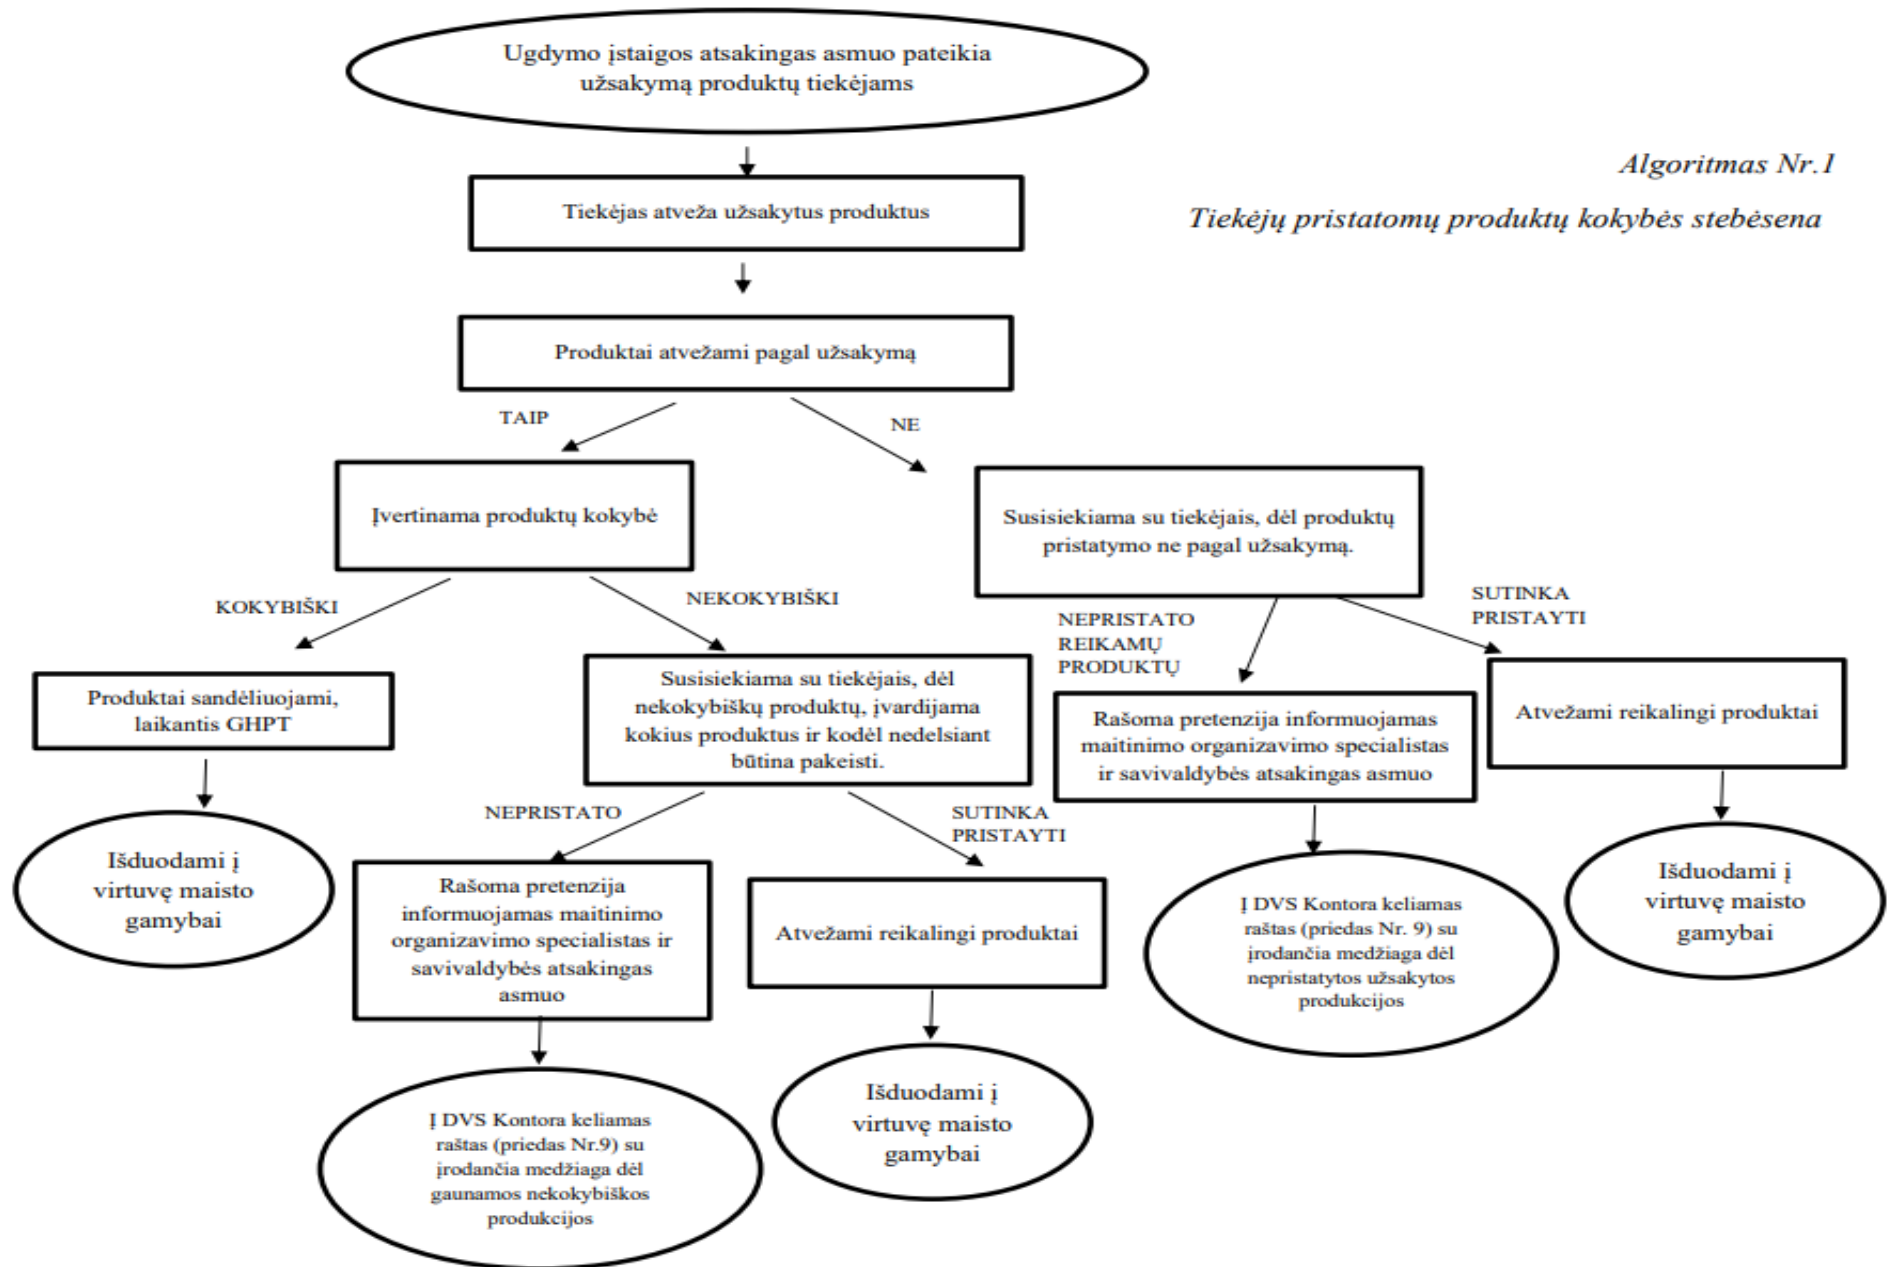 Ugdymo įstaigos atsakingas asmuo pateikia
užsakymą produktų tiekėjams
Algoritmas Nr.1
Tiekėjų pristatomų produktų kokybės stebėsena
Tiekėjas atveža užsakytus produktus
Produktai atvežami pagal užsakymą
TAIP
NE
Įvertinama produktų kokybė
Susisiekiama su tiekėjais, dėl produktų
pristatymo ne pagal užsakymą.
KOKYBIŠKI
NEKOKYBIŠKI
NEPRISTATO
REIKAMŲ
PRODUKTŲ
SUTINKA
PRISTAYTI
Produktai sandėliuojami,
laikantis GHPT
Susisiekiama su tiekėjais, dėl
nekokybiškų produktų, įvardijama
kokius produktus ir kodėl nedelsiant
būtina pakeisti.
Rašoma pretenzija informuojamas
maitinimo organizavimo specialistas
ir savivaldybės atsakingas asmuo
Atvežami reikalingi produktai
NEPRISTATO
SUTINKA
PRISTAYTI
Išduodami į
virtuvę maisto
gamybai
Rašoma pretenzija
informuojamas maitinimo
organizavimo specialistas ir
savivaldybės atsakingas
asmuo
Atvežami reikalingi produktai
Į DVS Kontora keliamas
raštas (priedas Nr. 9) su
įrodančia medžiaga dėl
nepristatytos užsakytos
produkcijos
Išduodami į
virtuvę maisto
gamybai
Į DVS Kontora keliamas
raštas (priedas Nr.9) su
įrodančia medžiaga dėl
gaunamos nekokybiškos
produkcijos
Išduodami į
virtuvę maisto
gamybai